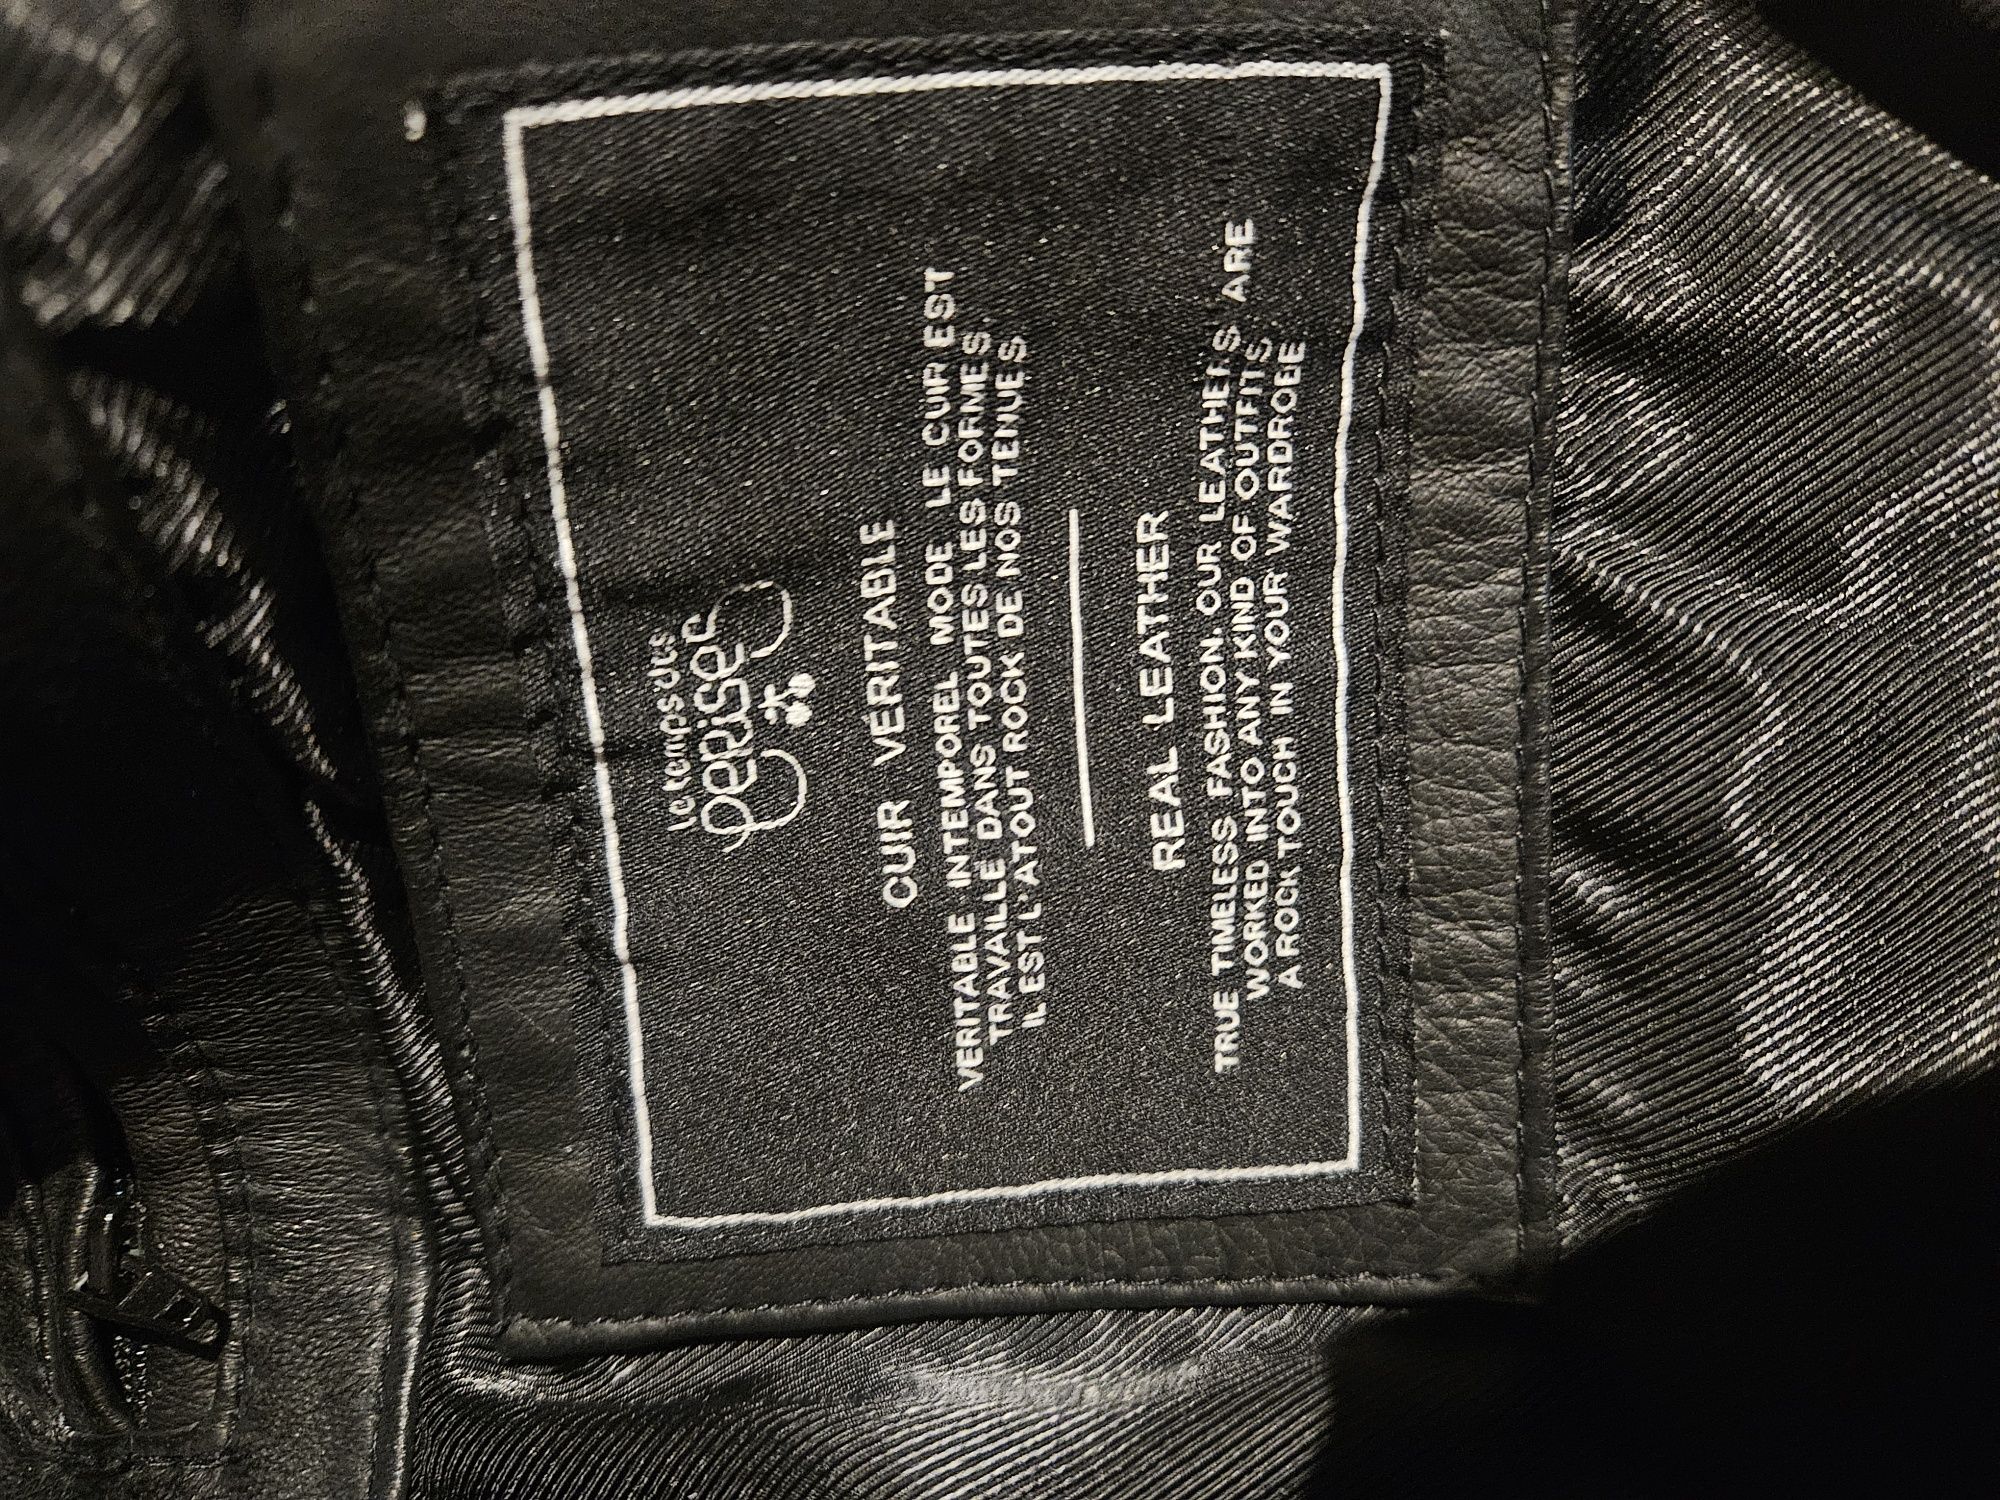 le temps des
cerises
CUIR VERITABLE
VERITABLE INTEMPOREL MODE LE CUIR EST
TRAVAILLE DANS TOUTES LES FORMES,
IL EST L'ATOUT ROCK DE NOS TENUES
REAL LEATHER
TRUE TIMELESS FASHION. OUR LEATHERS ARE
WORKED INTO ANY KIND OF OUTFITS,
A ROCK TOUCH IN YOUR WARDROBE